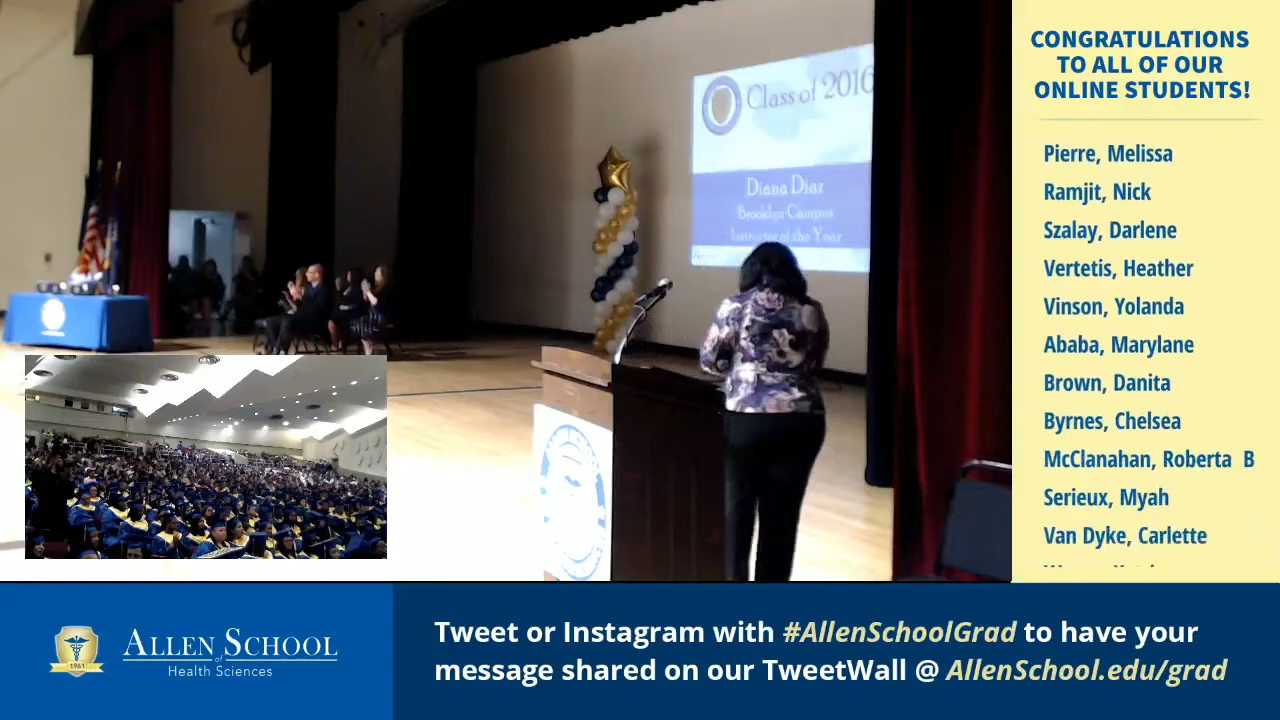 Class of 2016
Diana Diaz
Brooklyn Campus
Instructor of the Year
CONGRATULATIONS
TO ALL OF OUR
ONLINE STUDENTS!
Pierre, Melissa
Ramjit, Nick
Szalay, Darlene
Vertetis, Heather
Vinson, Yolanda
Ababa, Marylane
Brown, Danita
Byrnes, Chelsea
McClanahan, Roberta B
Serieux, Myah
Van Dyke, Carlette
1961
ALLEN SCHOOL
of
Health Sciences
Tweet or Instagram with #AllenSchoolGrad to have your
message shared on our TweetWall @ AllenSchool.edu/grad